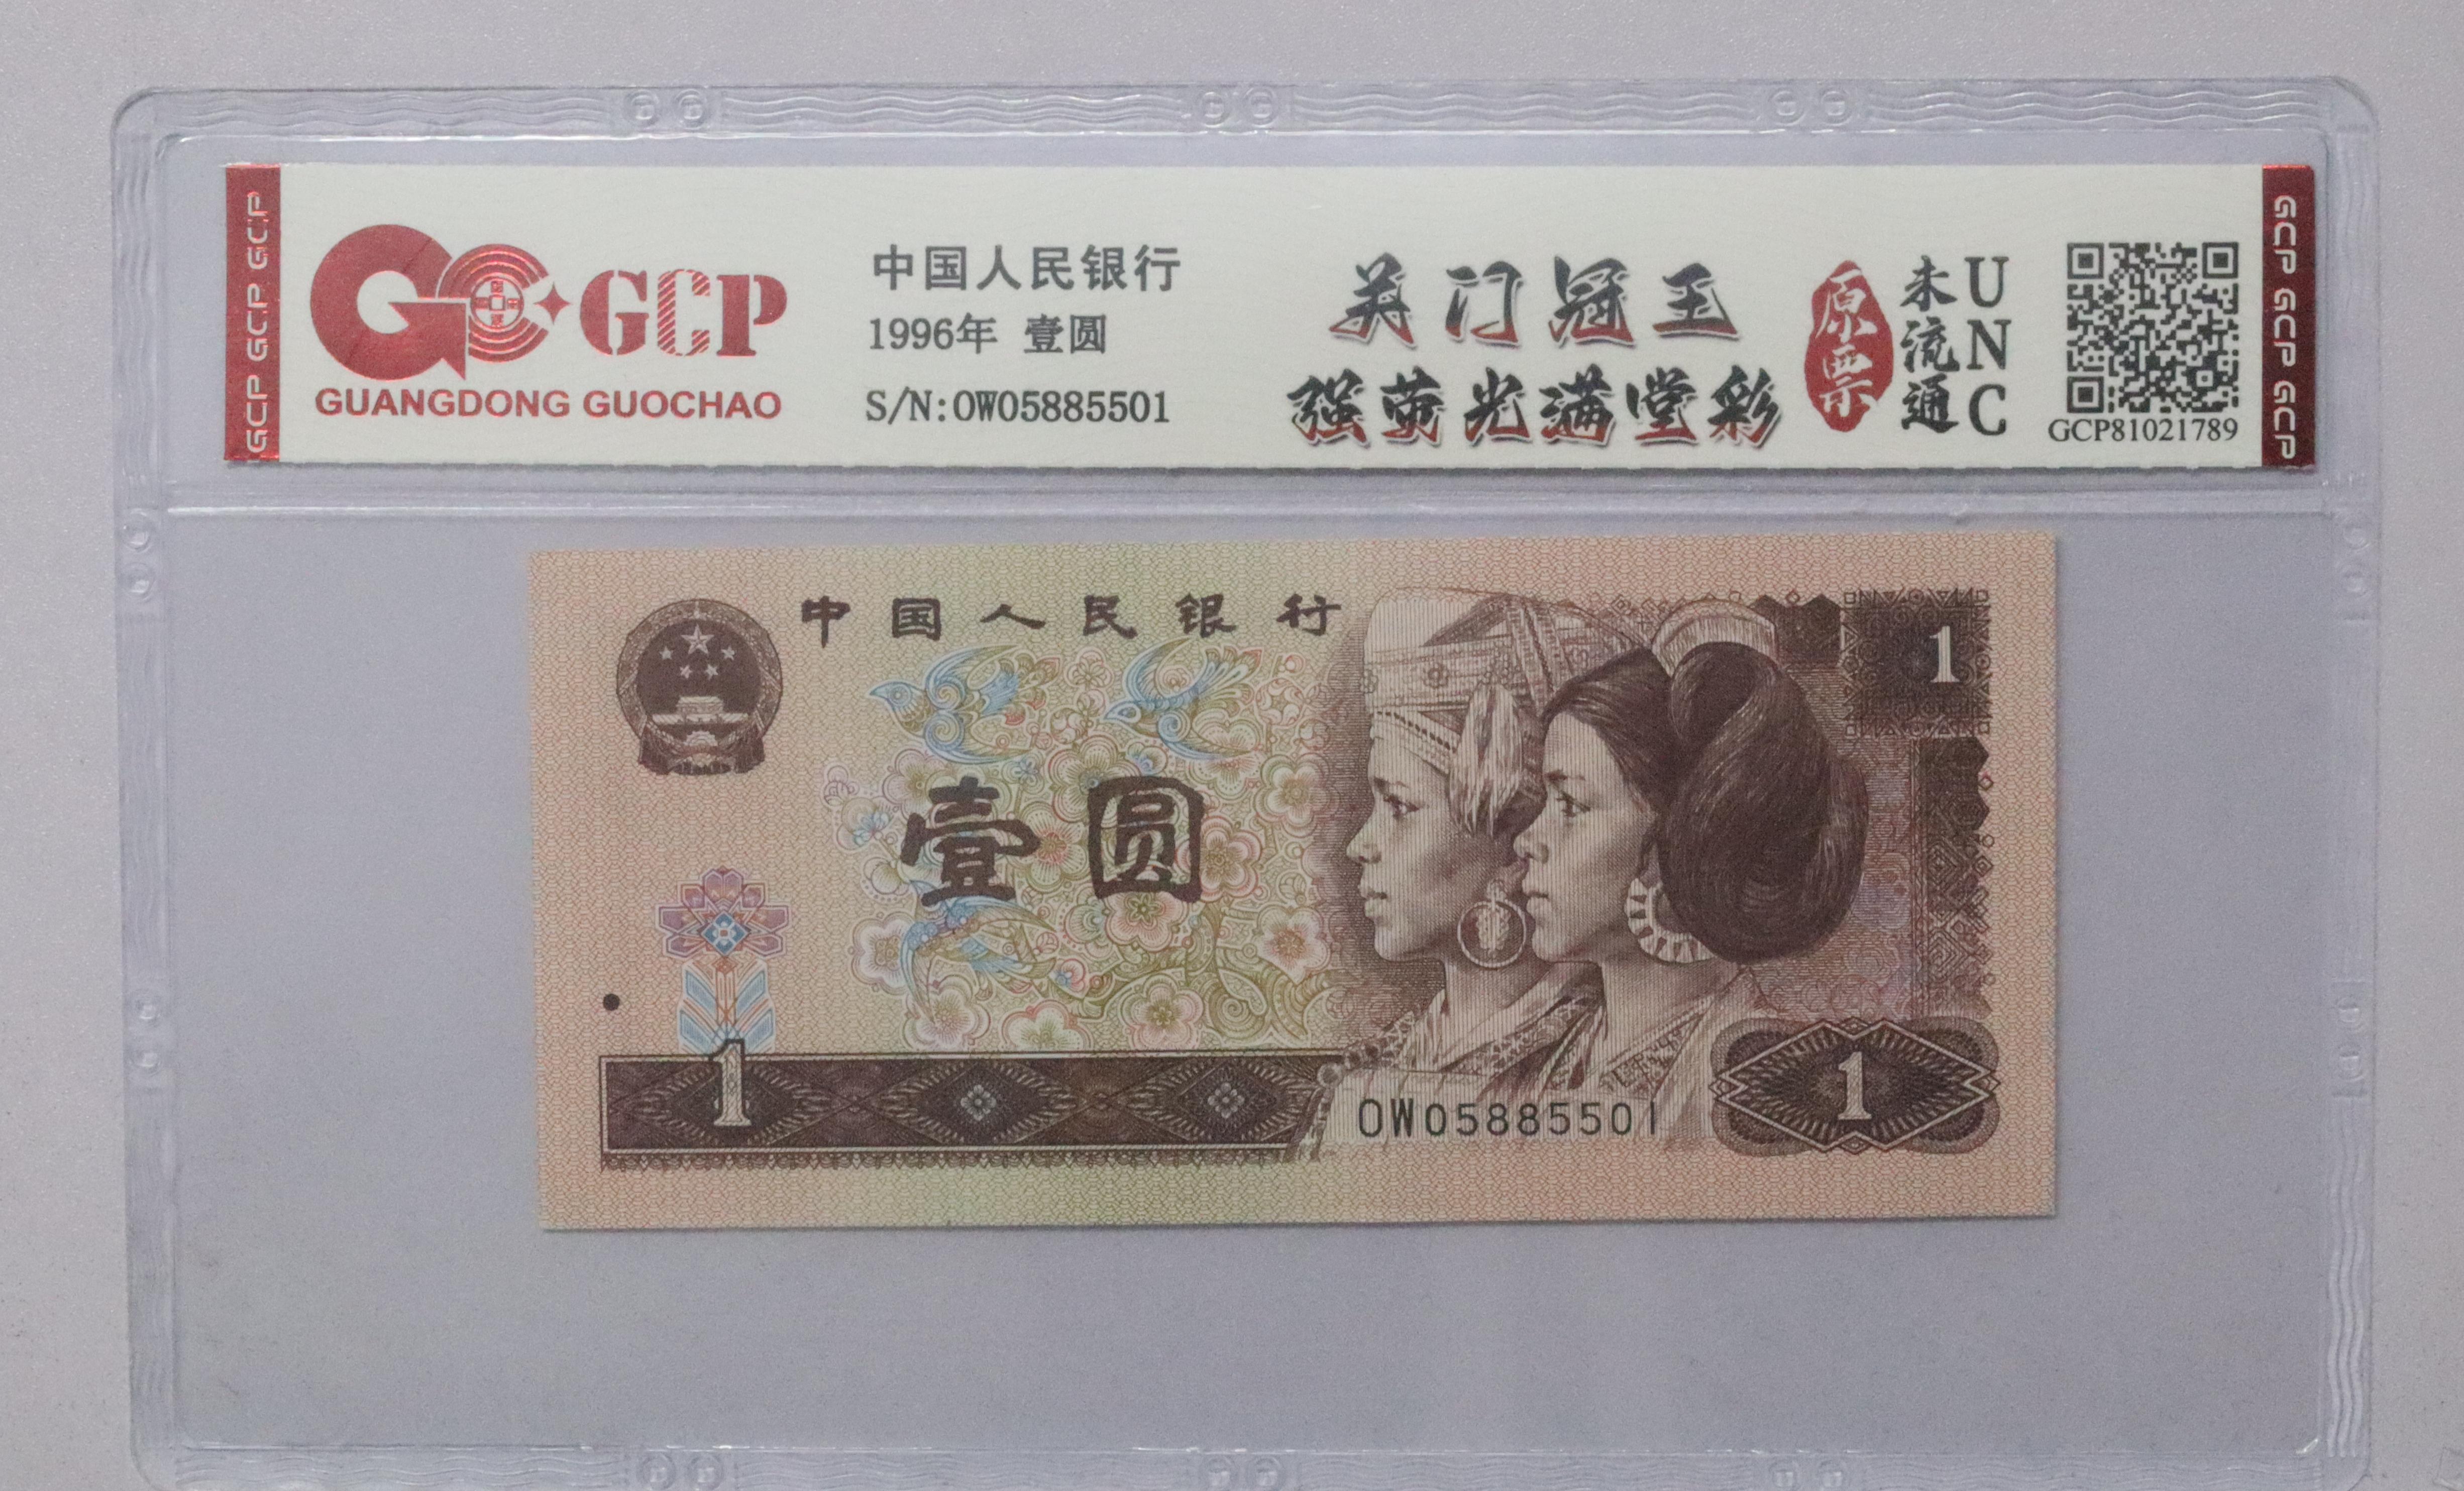 GCP GCP GCP
GCP
GUANGDONG GUOCHAO
中国人民银行
1996年 壹圆
S/N:OW05885501
关门冠王
强荧光满堂彩
原票
未流通
UNC
GCP81021789
GCP GCP GCP
中国人民银行
1
壹圆
1
OW05885501
1